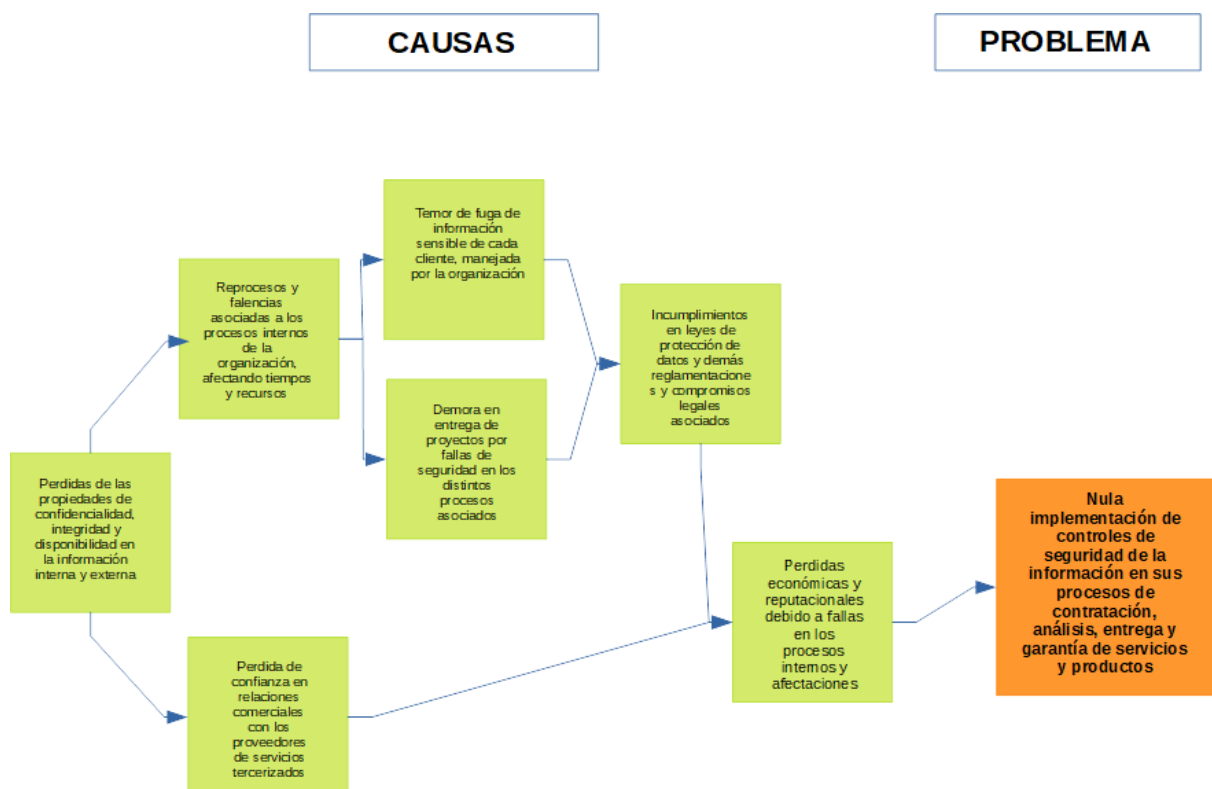 CAUSAS
PROBLEMA
Temor de fuga de
información
sensible de cada
cliente, manejada
por la organización
Reprocesos y
falencias
asociadas a los
procesos internos
de la
organización,
afectando tiempos
y recursos
Incumplimientos
en leyes de
protección de
datos y demás
reglamentacione
s y compromisos
legales
asociados
Demora en
entrega de
proyectos por
fallas de
seguridad en los
distintos
procesos
asociados
Perdidas de las
propiedades de
confidencialidad,
integridad y
disponibilidad en
la información
interna y externa
Nula
implementación de
controles de
seguridad de la
información en sus
procesos de
contratación,
análisis, entrega y
garantía de servicios
y productos
Perdidas
económicas y
reputacionales
debido a fallas
en los
procesos
internos y
afectaciones
Perdida de
confianza en
relaciones
comerciales
con los
proveedores
de servicios
tercerizados